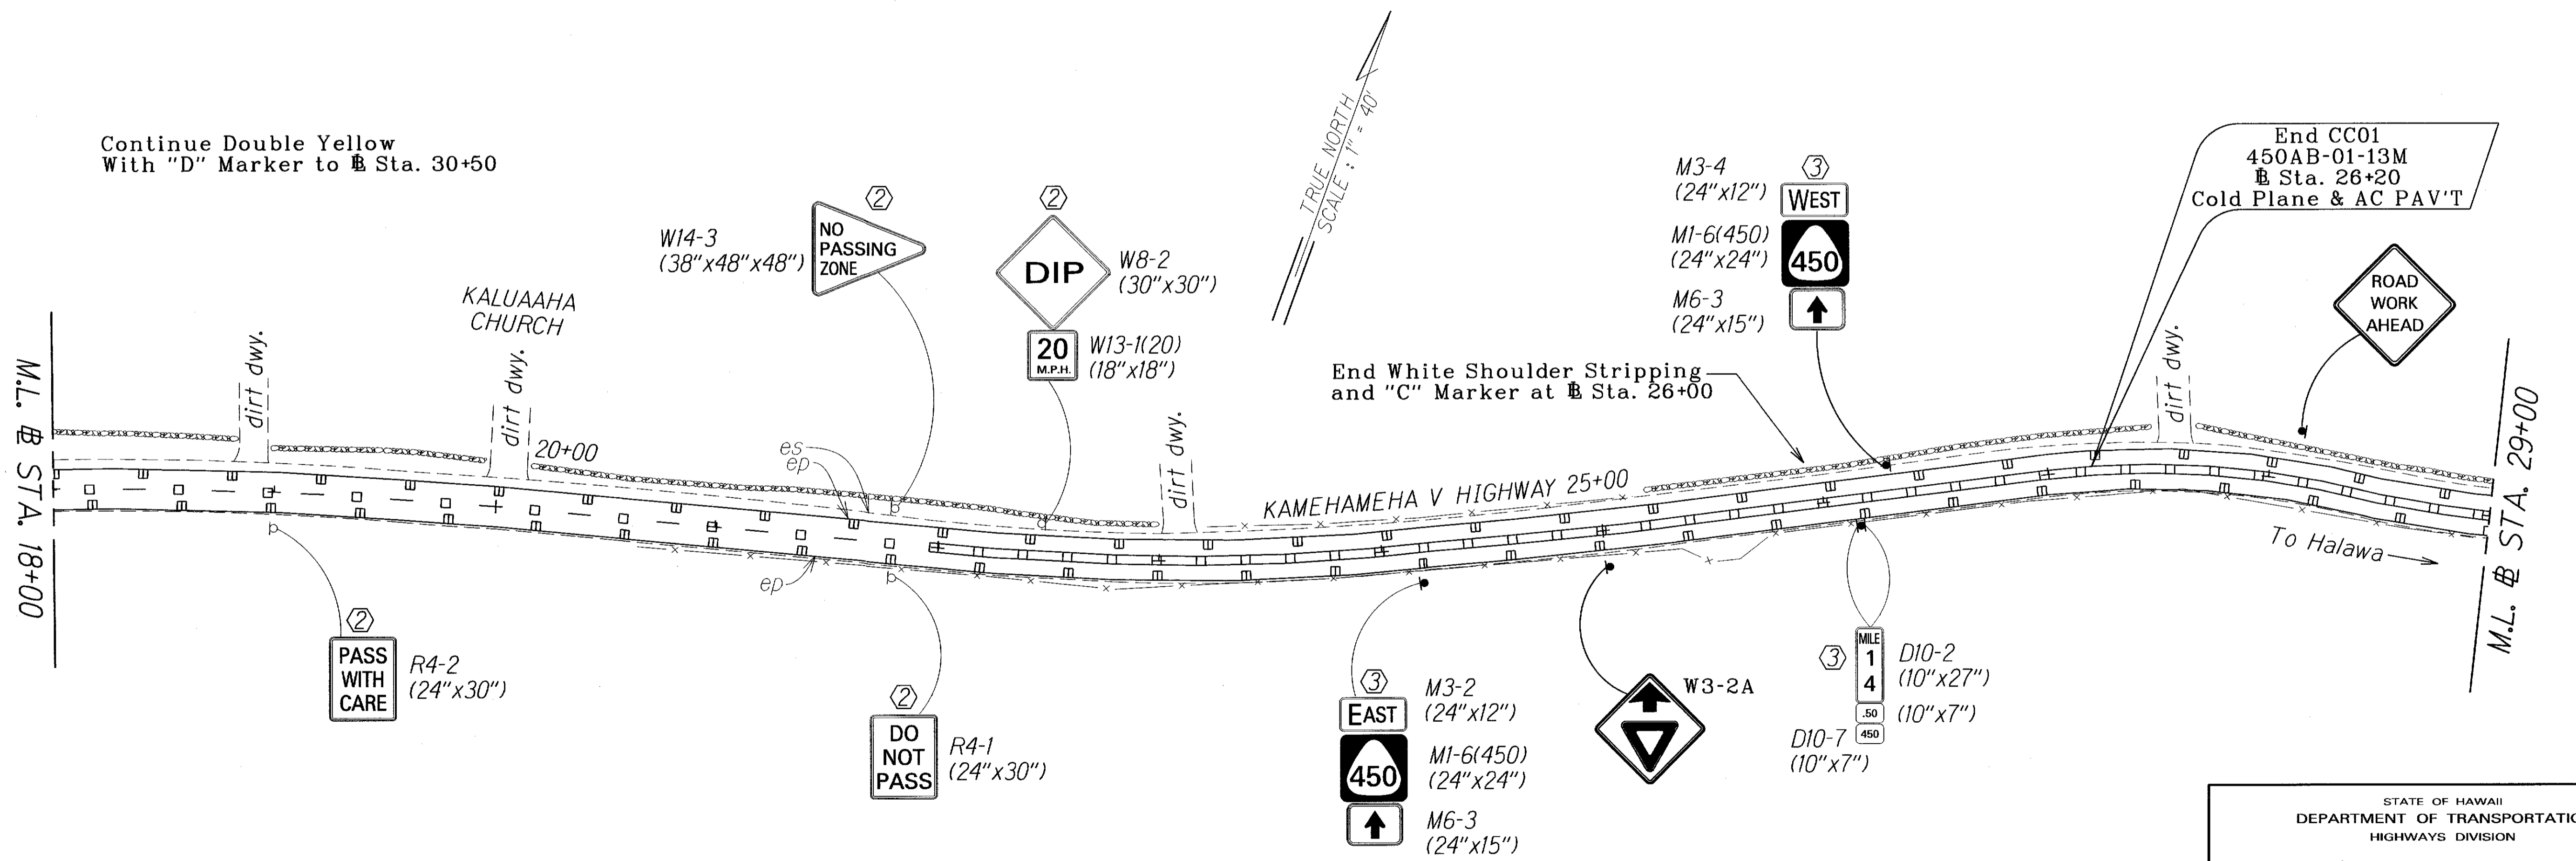 Continue Double Yellow
With "D" Marker to ℄ Sta. 30+50
TRUE NORTH
SCALE : 1" = 40'
M.L. ℄ STA. 18+00
dirt dwy.
KALUAAHA
CHURCH
dirt dwy.
20+00
W14-3
(38"x48"x48")
2
NO
PASSING
ZONE
2
DIP
W8-2
(30"x30")
20
M.P.H.
W13-1(20)
(18"x18")
es
ep
ep
dirt dwy.
2
PASS
WITH
CARE
R4-2
(24"x30")
2
DO
NOT
PASS
R4-1
(24"x30")
KAMEHAMEHA V HIGHWAY 25+00
End White Shoulder Stripping
and "C" Marker at ℄ Sta. 26+00
M3-4
(24"x12")
3
WEST
M1-6(450)
(24"x24")
450
M6-3
(24"x15")
End CC01
450AB-01-13M
℄ Sta. 26+20
Cold Plane & AC PAV'T
ROAD
WORK
AHEAD
dirt dwy.
3
EAST
M3-2
(24"x12")
450
M1-6(450)
(24"x24")
M6-3
(24"x15")
W3-2A
3
MILE
1
4
D10-2
(10"x27")
.50
(10"x7")
D10-7
450
(10"x7")
To Halawa
M.L. ℄ STA. 29+00
STATE OF HAWAII
DEPARTMENT OF TRANSPORTATIO
HIGHWAYS DIVISION